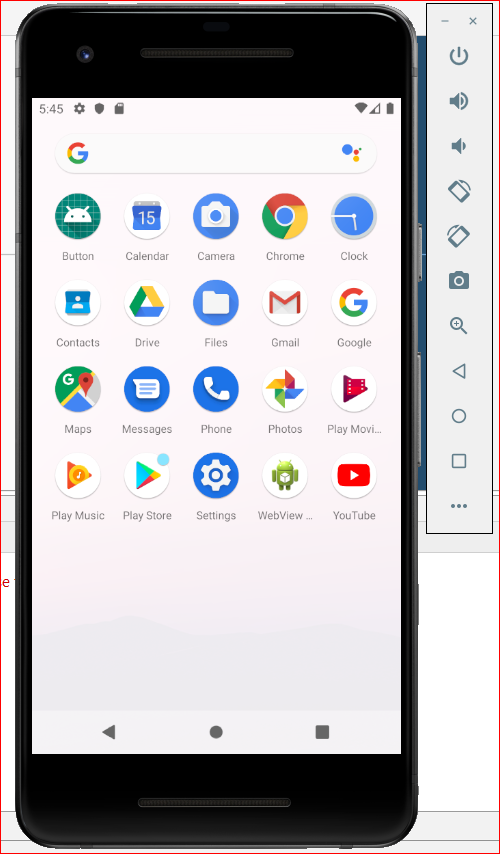 5:45
Button Calendar Camera Chrome Clock
15
Contacts Drive Files Gmail Google
Maps Messages Phone Photos Play Movi...
Play Music Play Store Settings WebView ... YouTube